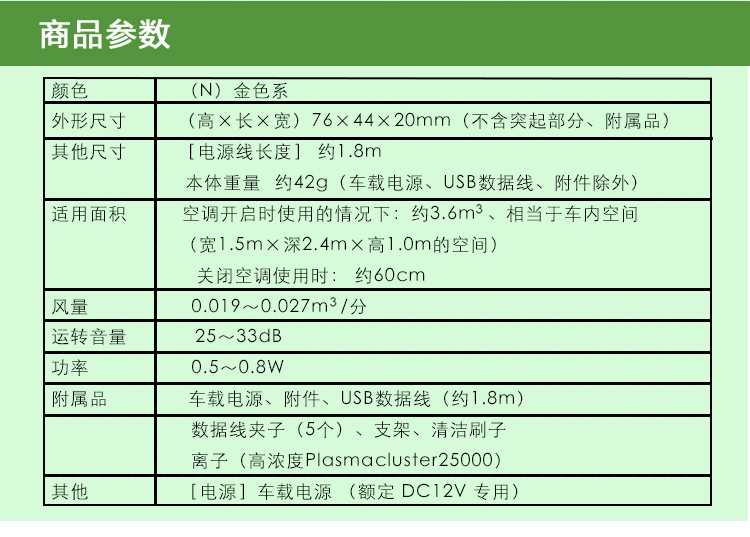 商品参数
颜色 （N）金色系
外形尺寸 （高×长×宽）76×44×20mm（不含突起部分、附属品）
其他尺寸 ［电源线长度］ 约1.8m
本体重量 约42g（车载电源、USB数据线、附件除外）
适用面积 空调开启时使用的情况下：约3.6m³、相当于车内空间
（宽1.5m×深2.4m×高1.0m的空间）
关闭空调使用时： 约60cm
风量 0.019～0.027m³/分
运转音量 25～33dB
功率 0.5～0.8W
附属品 车载电源、附件、USB数据线（约1.8m）
数据线夹子（5个）、支架、清洁刷子
离子（高浓度Plasmacluster25000）
其他 ［电源］车载电源 （额定 DC12V 专用）